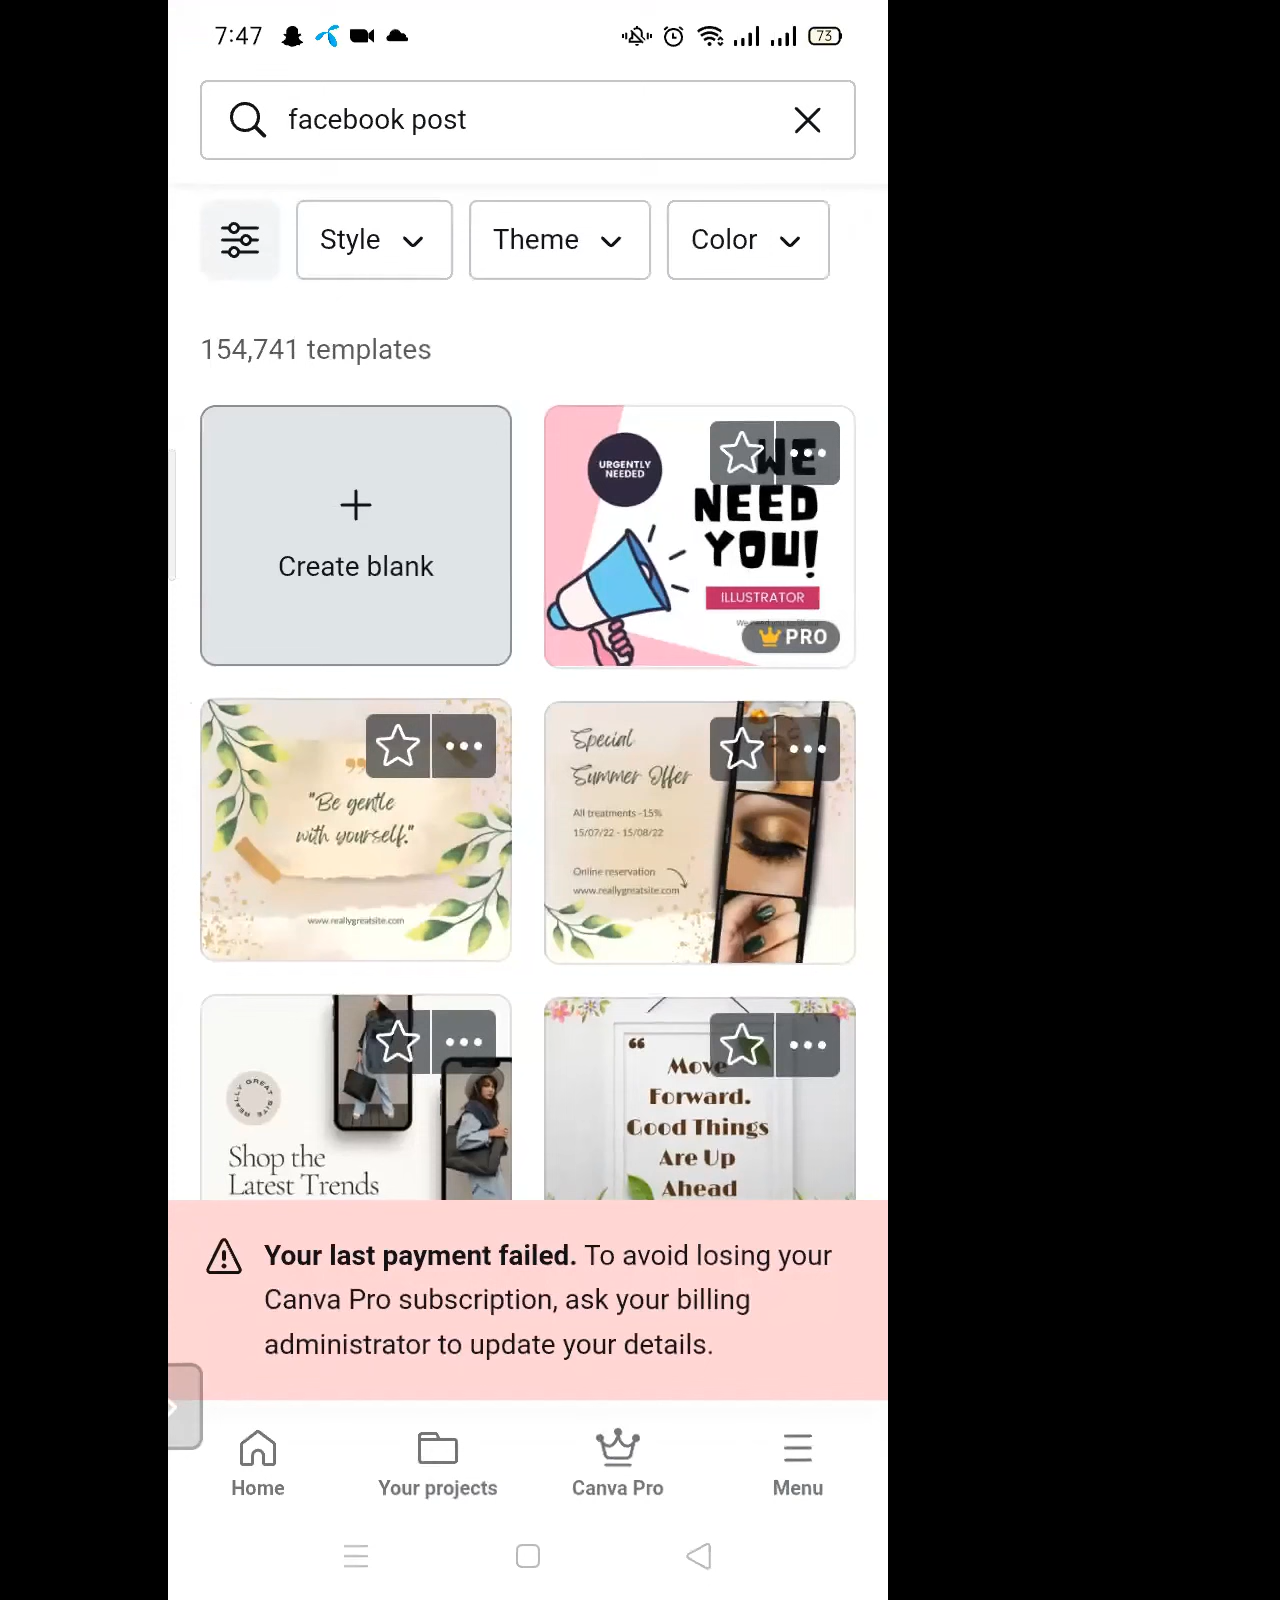 7:47
73
facebook post
Style
Theme
Color
154,741 templates
Create blank
URGENTLY
NEEDED
WE
NEED
YOU!
ILLUSTRATOR
PRO
"Be gentle
with yourself."
www.reallygreatsite.com
Special
Summer Offer
All treatments -15%
15/07/22 - 15/08/22
Online reservation
www.reallygreatsite.com
REALLY GREAT SITE
Shop the
Latest Trends
“
Move
Forward.
Good Things
Are Up
Ahead
Your last payment failed. To avoid losing your
Canva Pro subscription, ask your billing
administrator to update your details.
Home
Your projects
Canva Pro
Menu